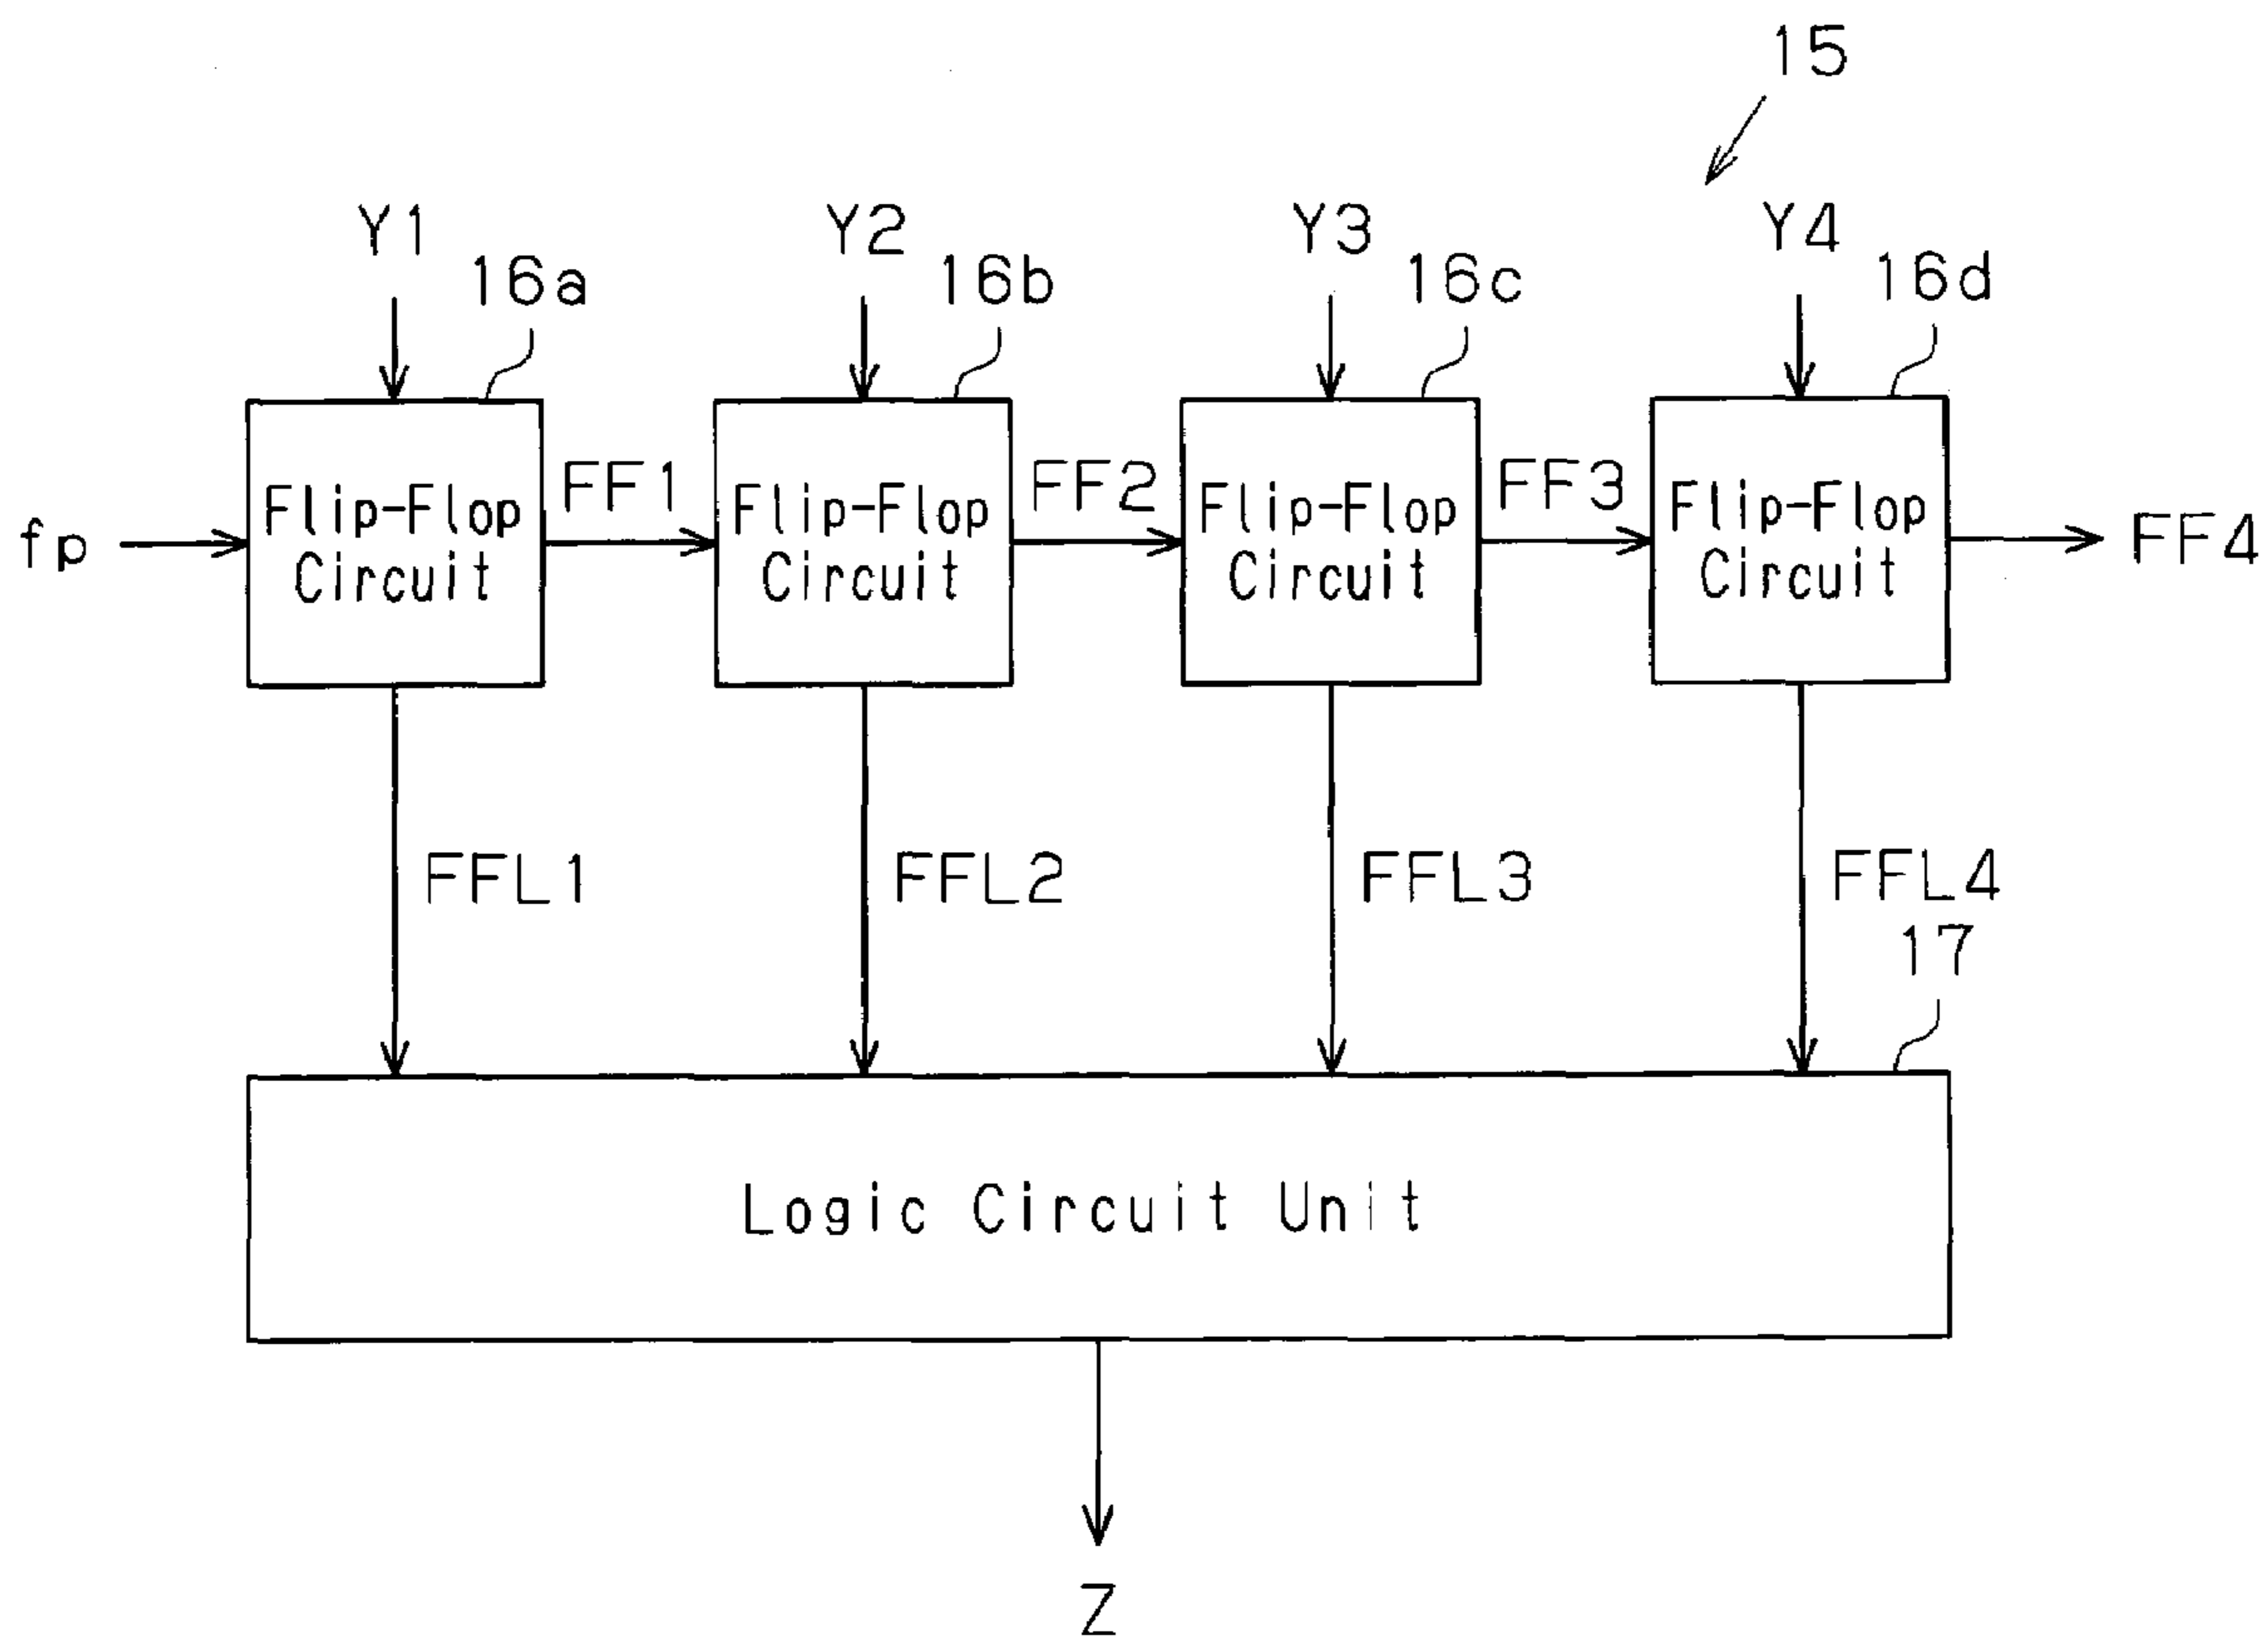 15
Y1
Y2
Y3
Y4
16a
16b
16c
16d
fp
Flip-Flop
Circuit
FF1
Flip-Flop
Circuit
FF2
Flip-Flop
Circuit
FF3
Flip-Flop
Circuit
FF4
FFL1
FFL2
FFL3
FFL4
17
Logic Circuit Unit
Z